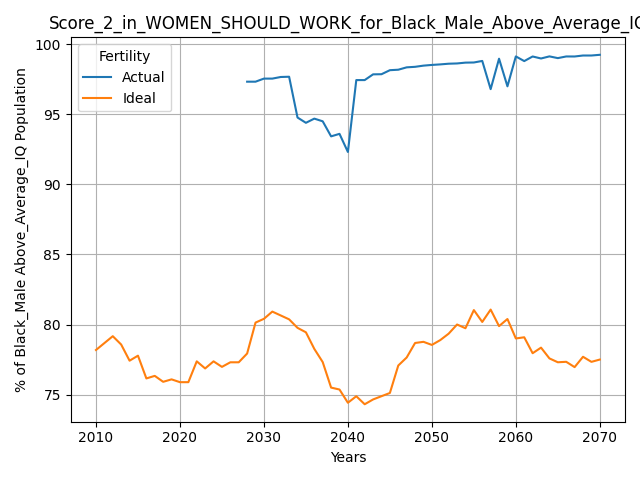 Score_2_in_WOMEN_SHOULD_WORK_for_Black_Male_Above_Average_IQ
Fertility
Actual
Ideal
% of Black_Male Above_Average_IQ Population
100
95
90
85
80
75
2010
2020
2030
2040
2050
2060
2070
Years